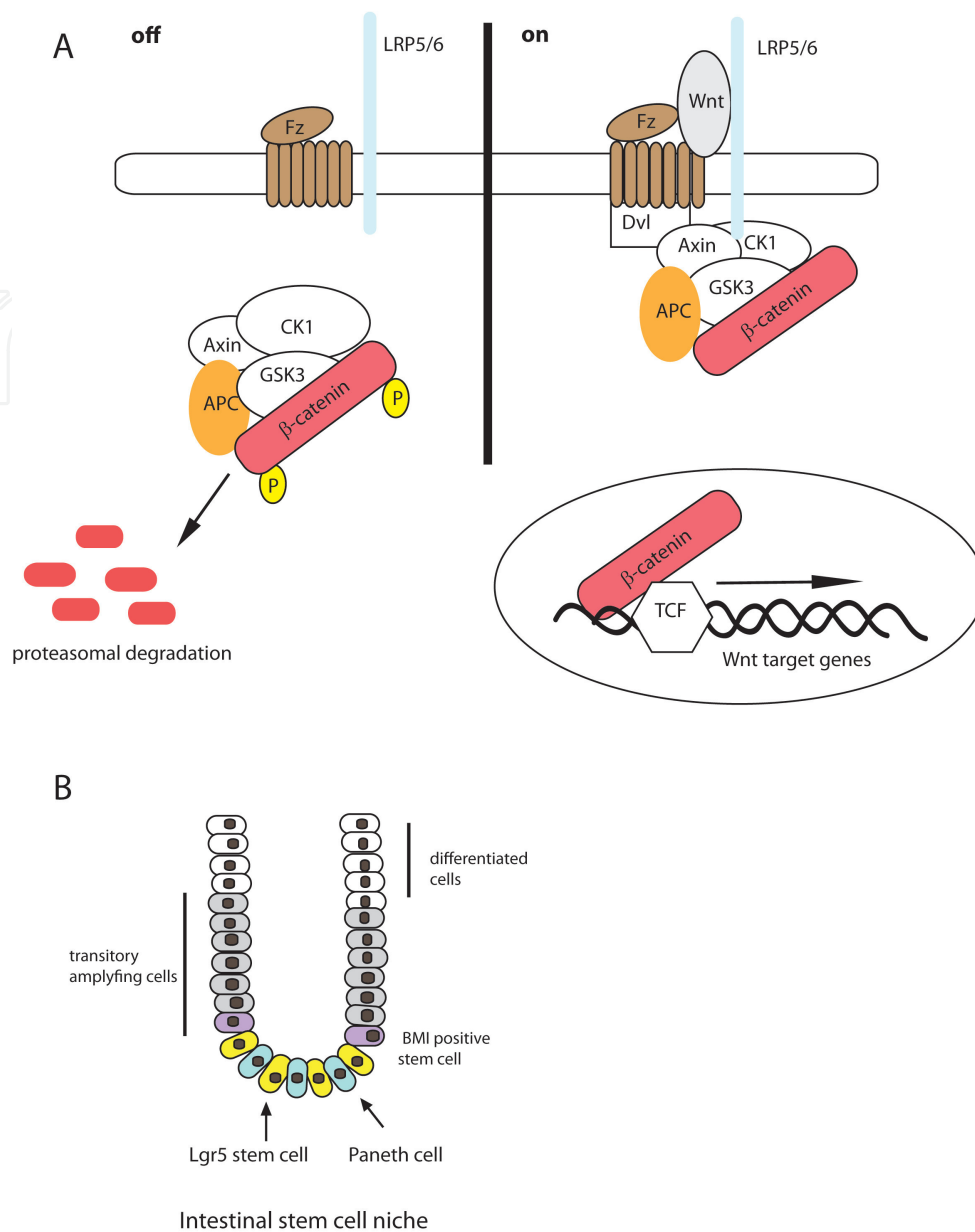 A
off
LRP5/6
Fz
Axin
CK1
GSK3
APC
β-catenin
P
P
proteasomal degradation
on
LRP5/6
Wnt
Fz
Dvl
Axin
CK1
GSK3
APC
β-catenin
β-catenin
TCF
Wnt target genes
B
differentiated
cells
transitory
amplyfing cells
BMI positive
stem cell
Lgr5 stem cell
Paneth cell
Intestinal stem cell niche